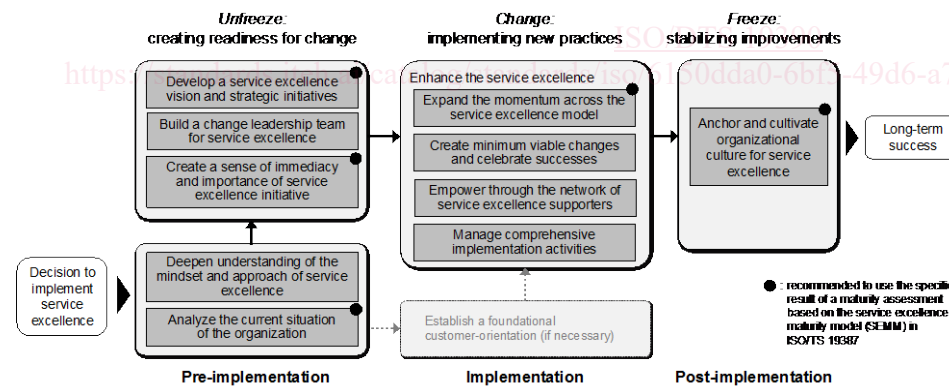 Unfreeze:
creating readiness for change
Change:
implementing new practices
Freeze:
stabilizing improvements
Develop a service excellence
vision and strategic initiatives
Build a change leadership team
for service excellence
Create a sense of immediacy
and importance of service
excellence initiative
Deepen understanding of the
mindset and approach of service
excellence
Analyze the current situation
of the organization
Decision to
implement
service
excellence
Enhance the service excellence
Expand the momentum across the
service excellence model
Create minimum viable changes
and celebrate successes
Empower through the network of
service excellence supporters
Manage comprehensive
implementation activities
Establish a foundational
customer-orientation (if necessary)
Anchor and cultivate
organizational
culture for service
excellence
Long-term
success
: recommended to use the specific
result of a maturity assessment
based on the service excellence
maturity model (SEMM) in
ISO/TS 19387
Pre-implementation
Implementation
Post-implementation